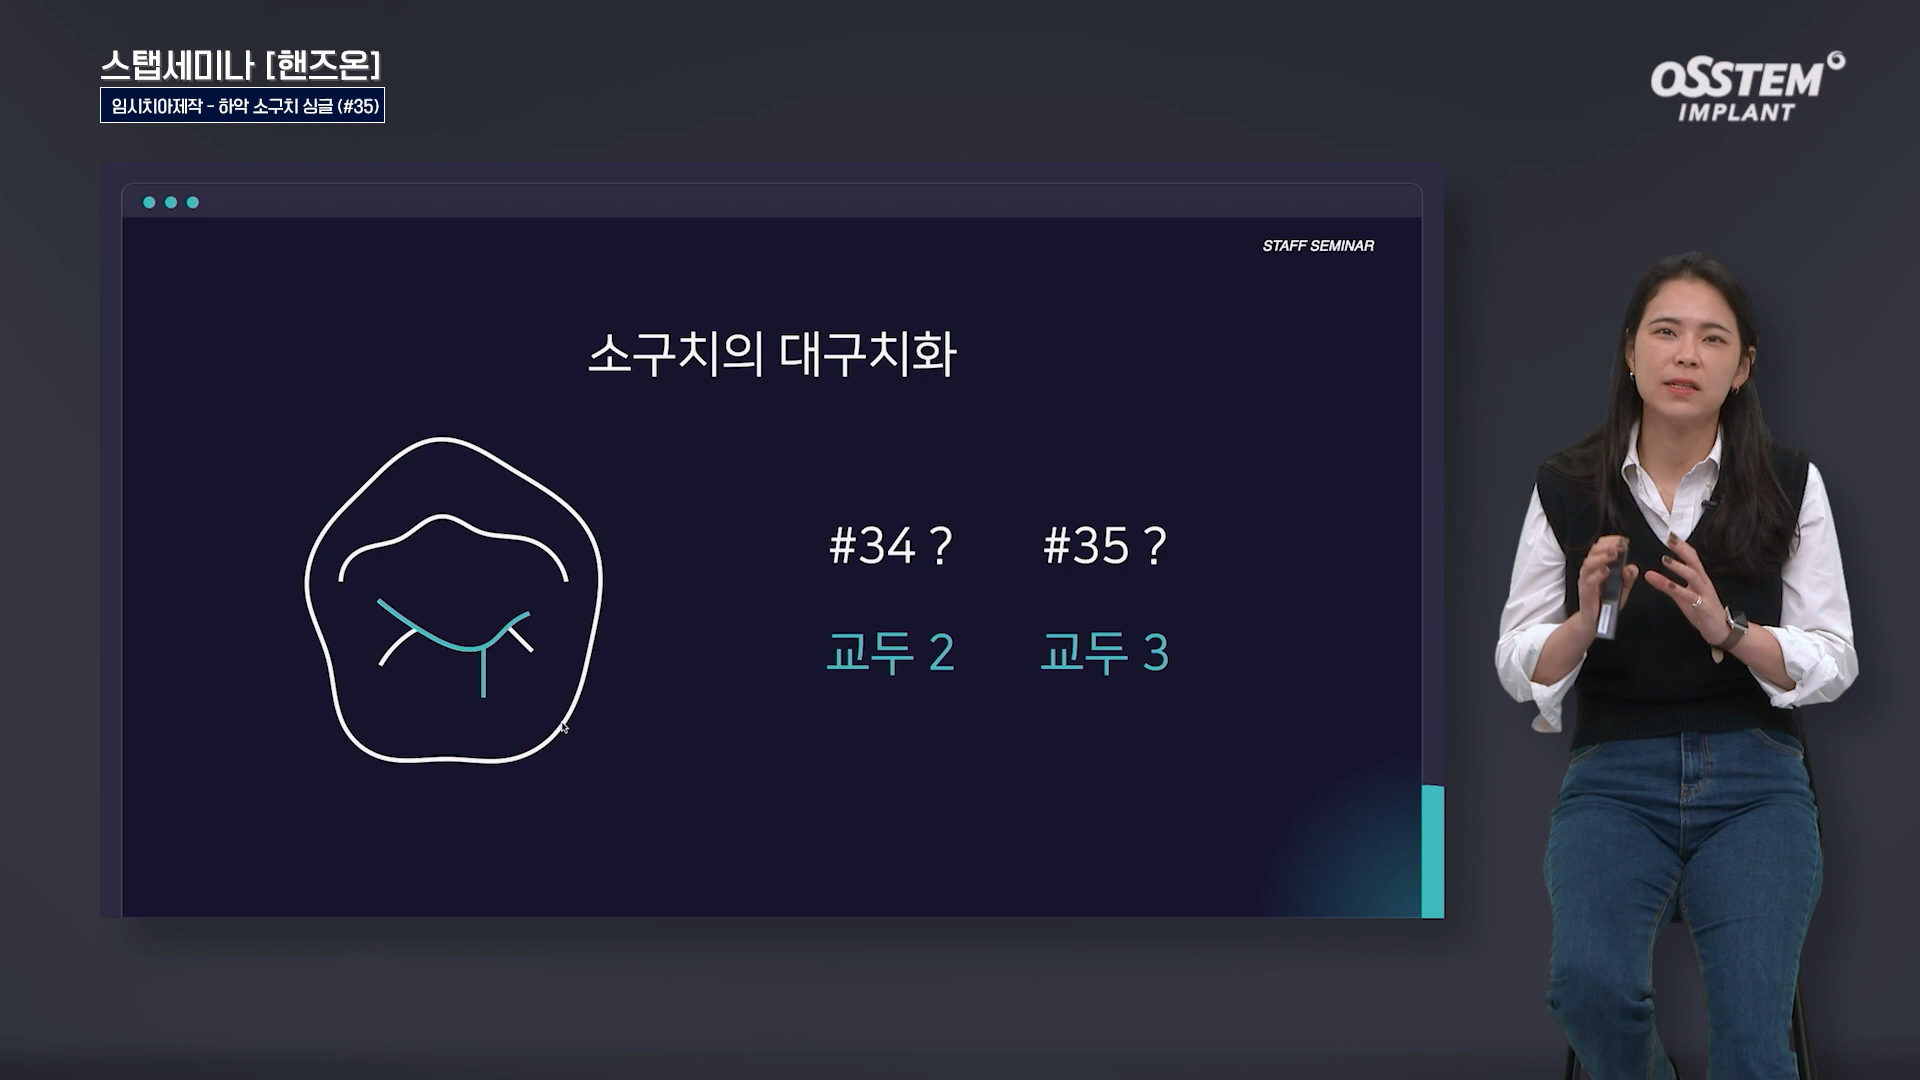 스탭세미나 [핸즈온]
임시치아제작 - 하악 소구치 싱글 (#35)
OSSTEM
IMPLANT
STAFF SEMINAR
소구치의 대구치화
#34 ? #35 ?
교두 2 교두 3